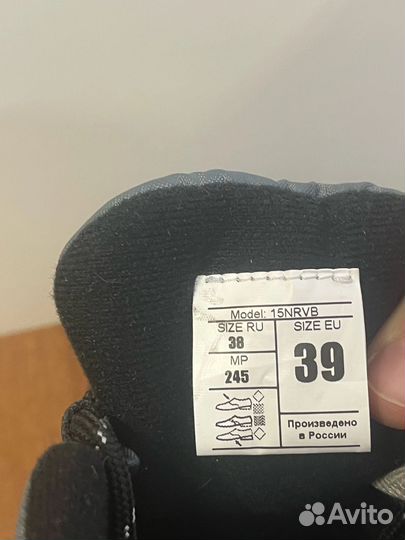 Model: 15NRVB
SIZE RU
38
MP
245
SIZE EU
39
Произведено
в России
Avito